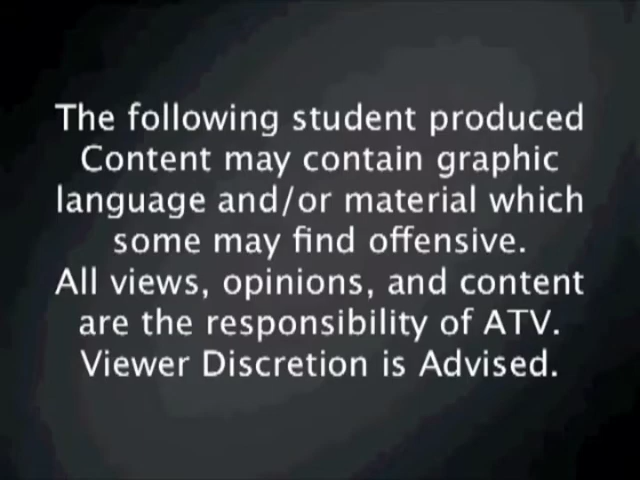 The following student produced
Content may contain graphic
language and/or material which
some may find offensive.
All views, opinions, and content
are the responsibility of ATV.
Viewer Discretion is Advised.